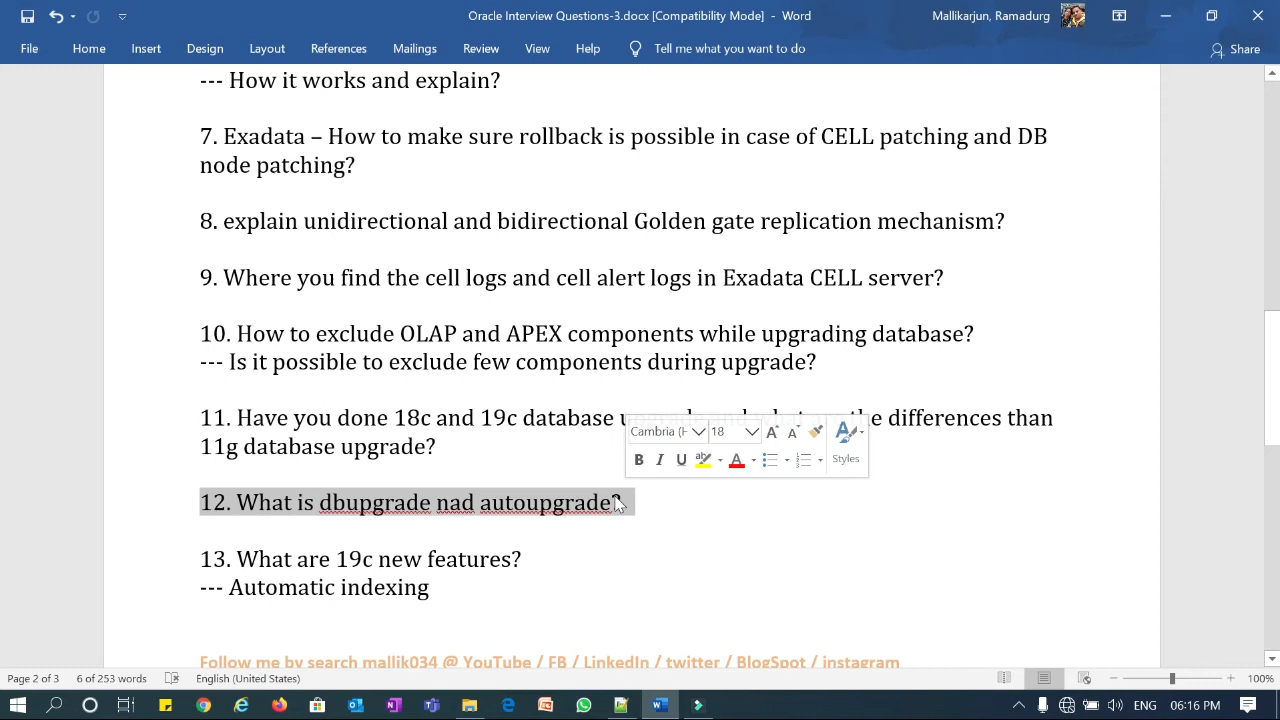 Oracle Interview Questions-3.docx [Compatibility Mode] - Word
Mallikarjun, Ramadurg
File Home Insert Design Layout References Mailings Review View Help Tell me what you want to do Share
--- How it works and explain?
7. Exadata – How to make sure rollback is possible in case of CELL patching and DB
node patching?
8. explain unidirectional and bidirectional Golden gate replication mechanism?
9. Where you find the cell logs and cell alert logs in Exadata CELL server?
10. How to exclude OLAP and APEX components while upgrading database?
--- Is it possible to exclude few components during upgrade?
11. Have you done 18c and 19c database upgrade and what are the differences than
11g database upgrade?
Cambria (H 18
B I U ab A Styles
12. What is dbupgrade nad autoupgrade?
13. What are 19c new features?
--- Automatic indexing
Follow me by search mallik034 @ YouTube / FB / LinkedIn / twitter / BlogSpot / instagram
Page 2 of 3 6 of 253 words English (United States) 100%
ENG 06:16 PM